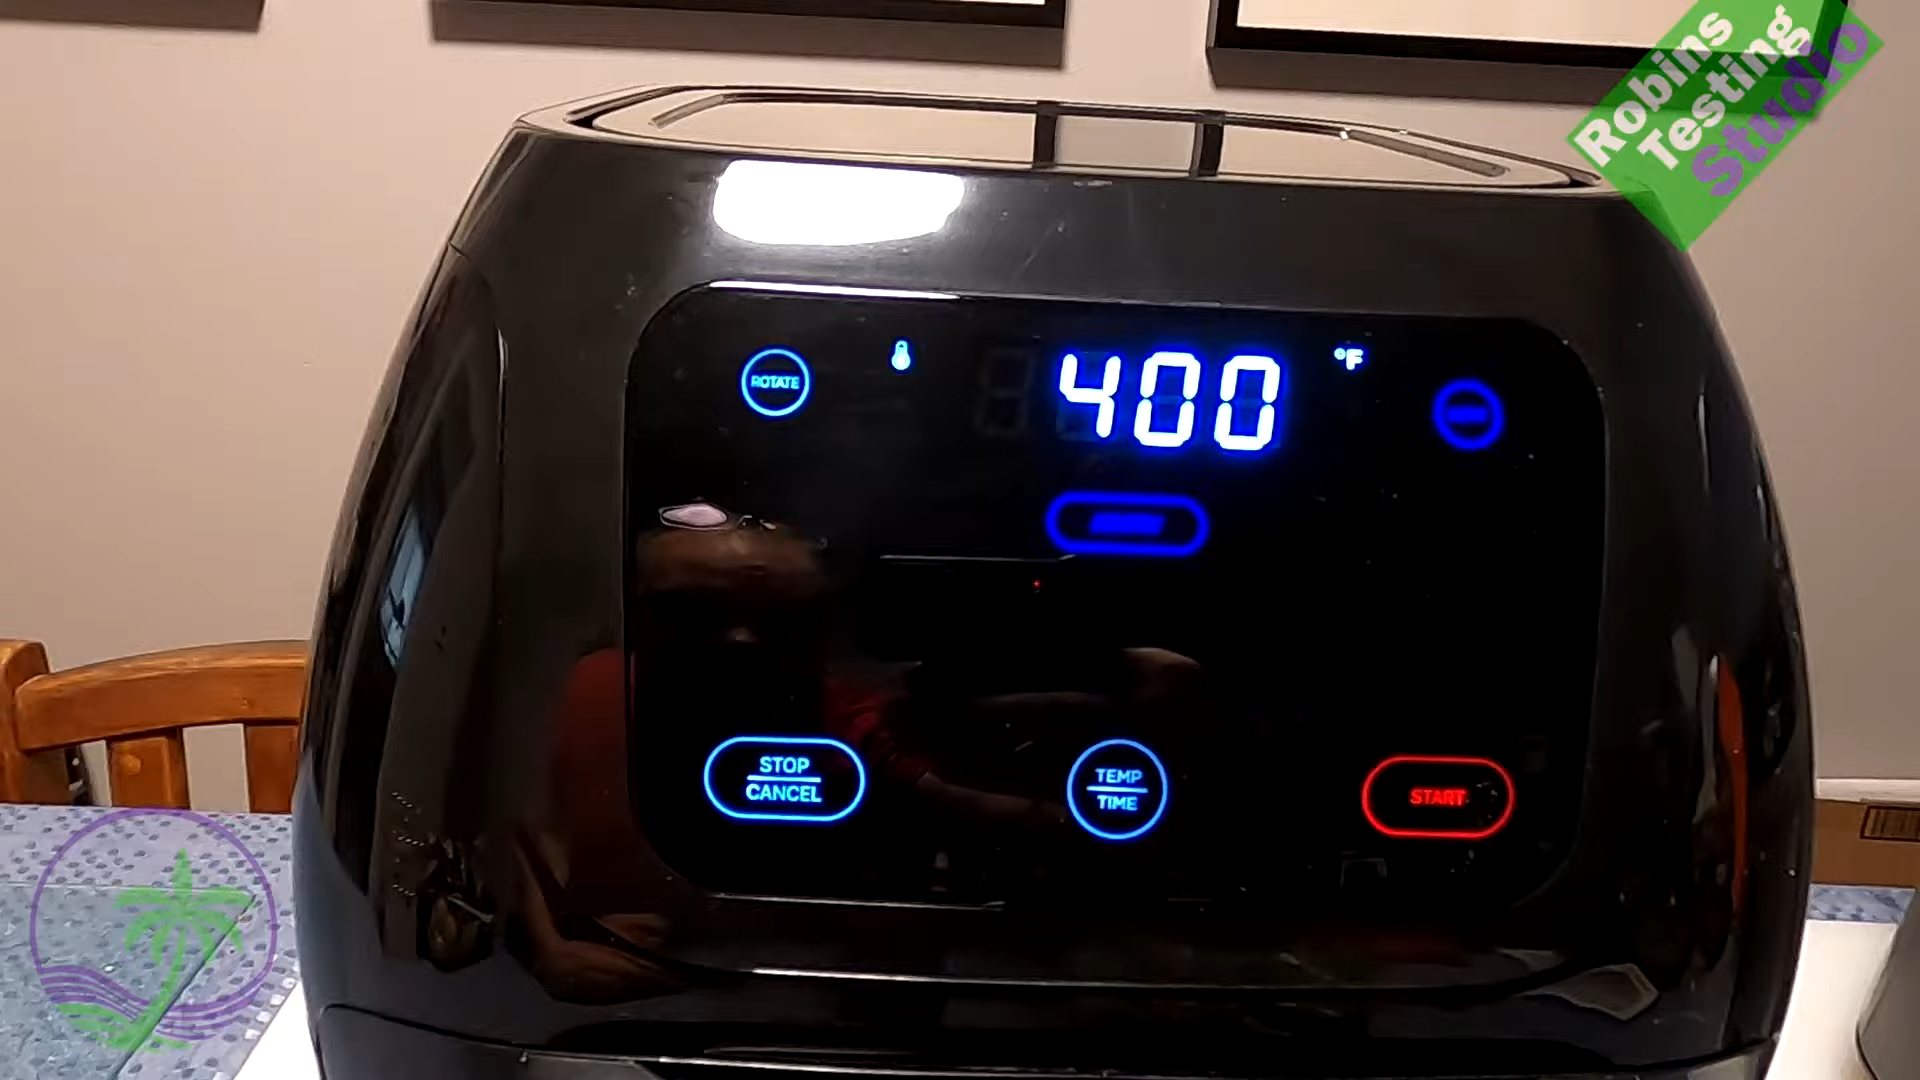 Robins
Testing
Studio
ROTATE
400
°F
STOP
CANCEL
TEMP
TIME
START